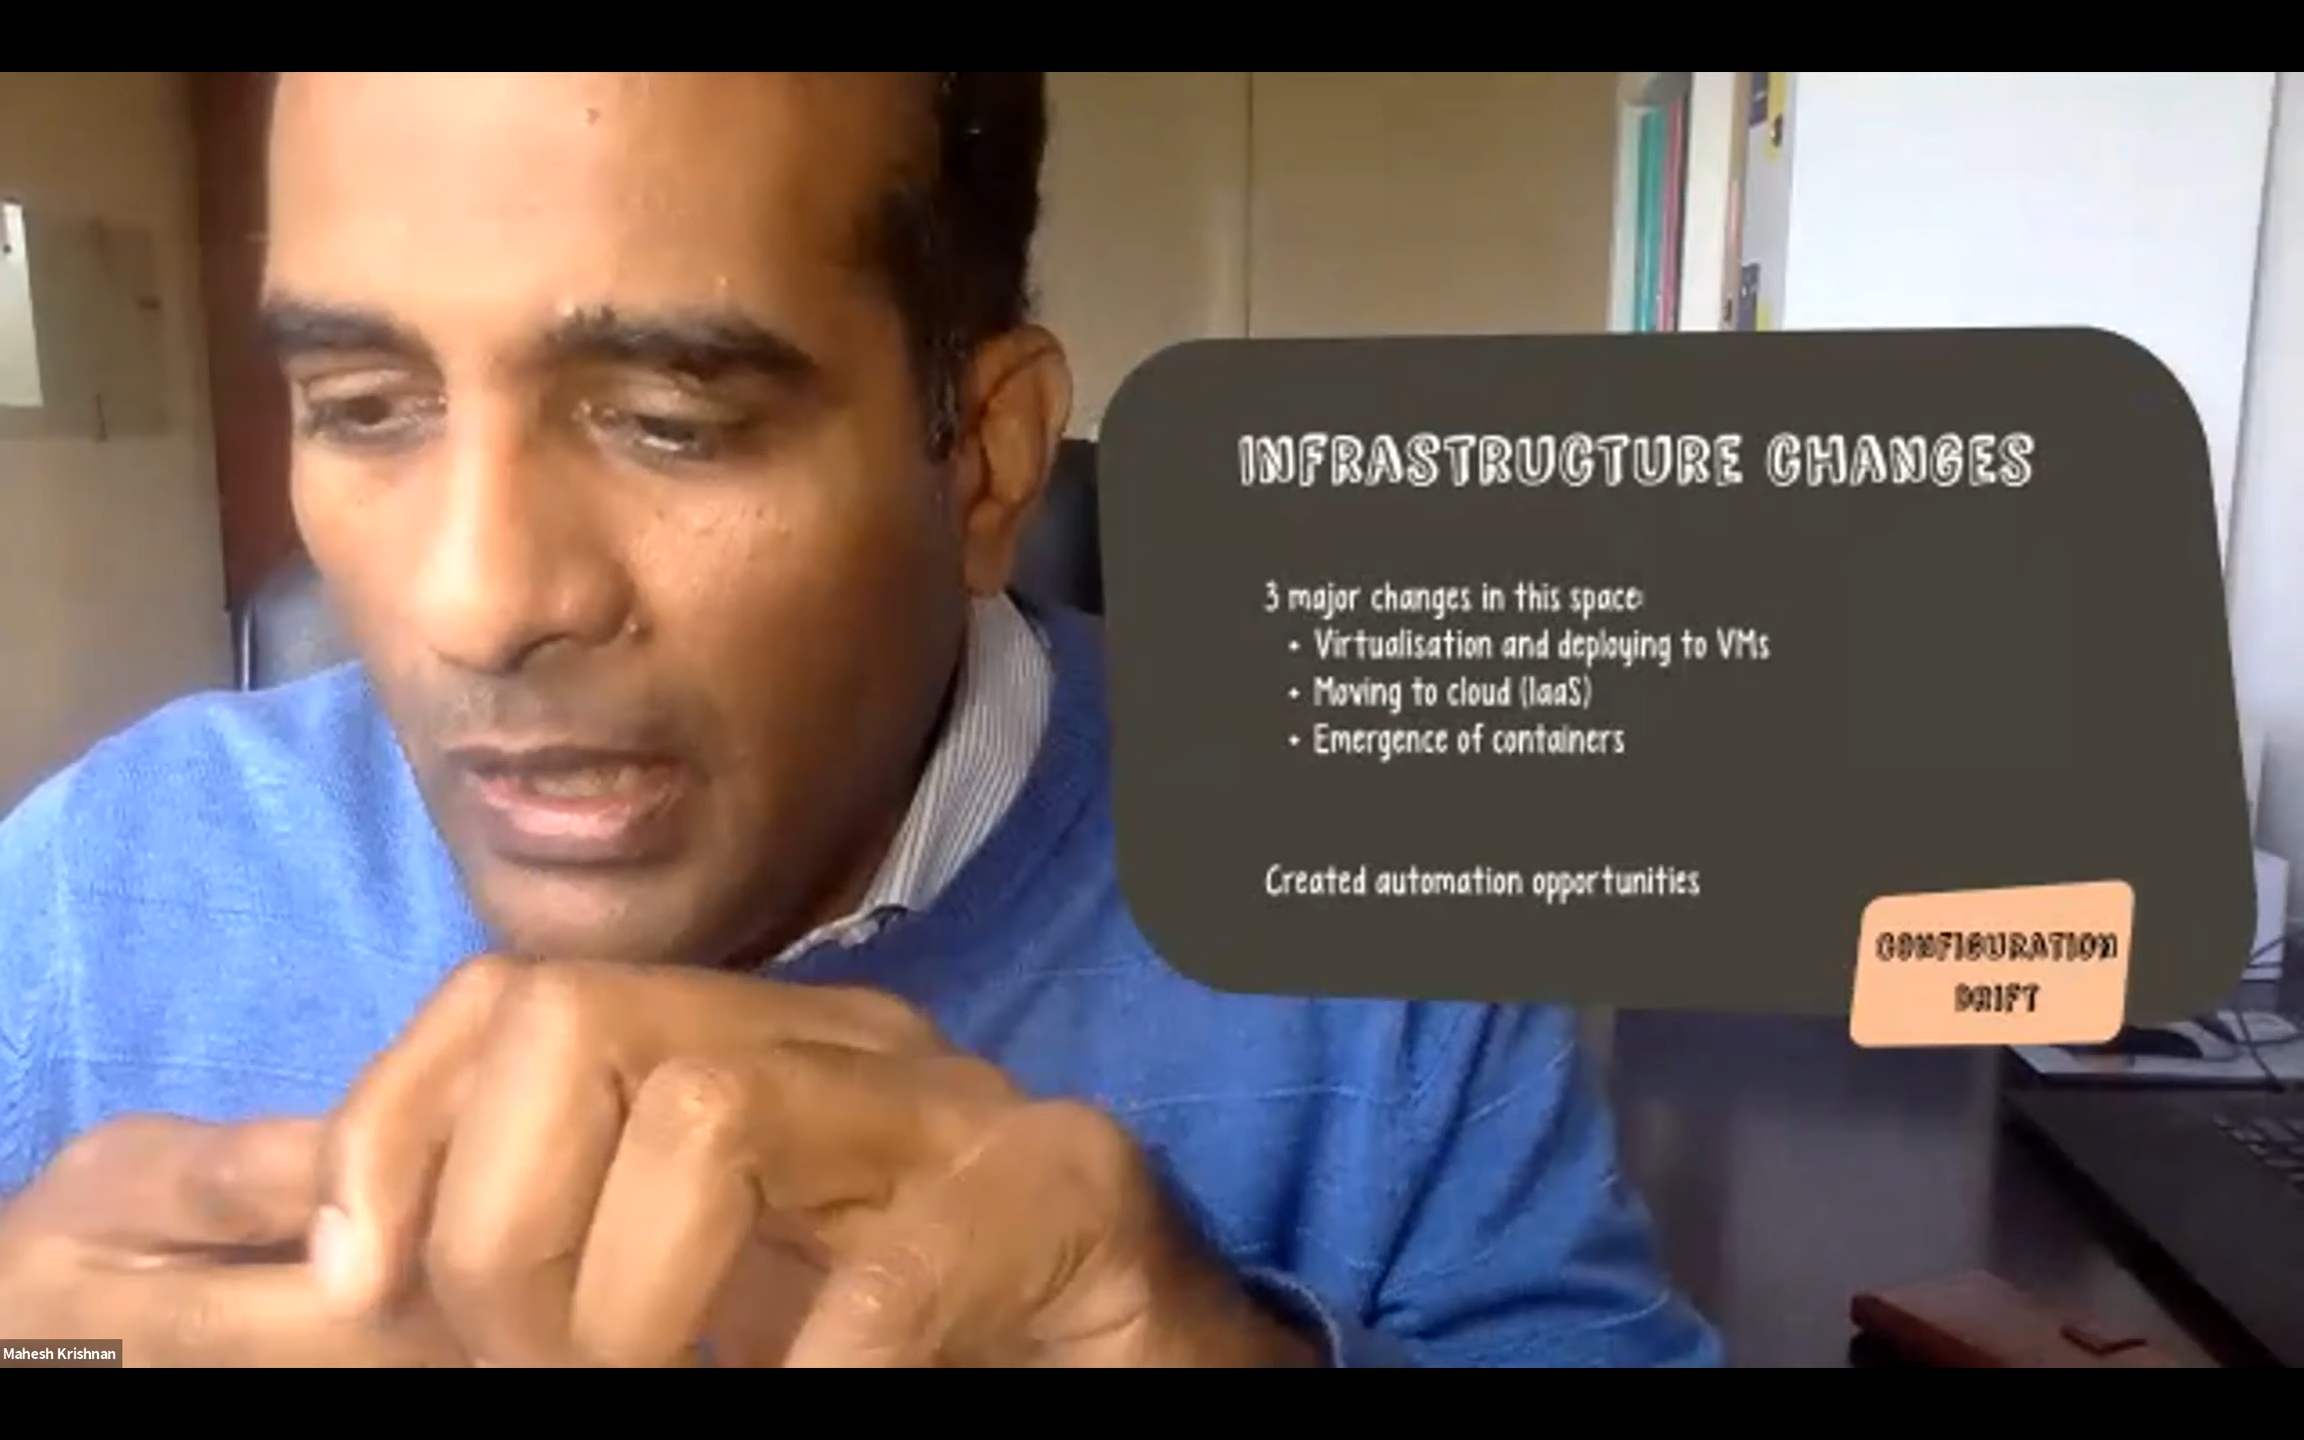 INFRASTRUCTURE CHANGES
3 major changes in this space:
• Virtualisation and deploying to VMs
• Moving to cloud (IaaS)
• Emergence of containers
Created automation opportunities
CONFIGURATION
DRIFT
Mahesh Krishnan